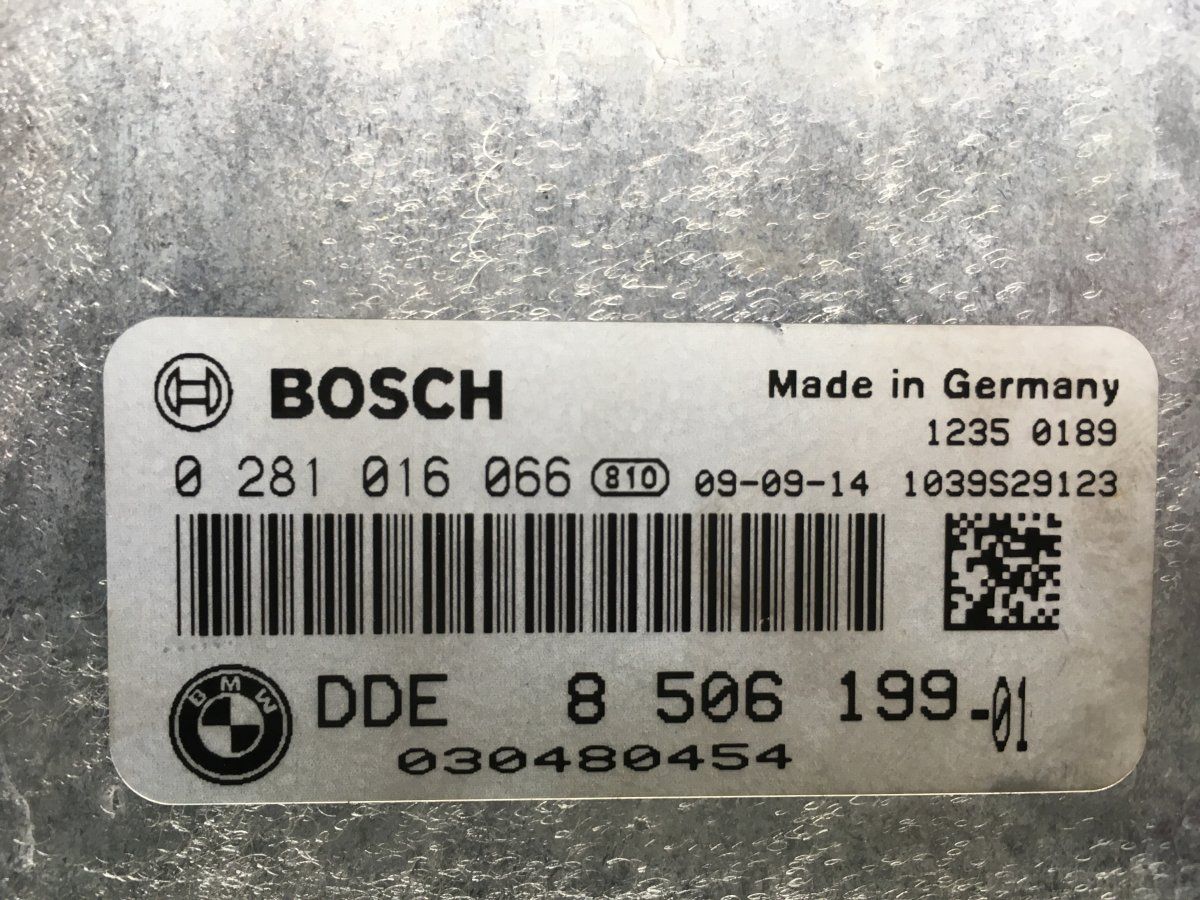 BOSCH
Made in Germany
1235 0189
0 281 016 066 810 09-09-14 1039S29123
BMW
DDE 8 506 199-01
030480454